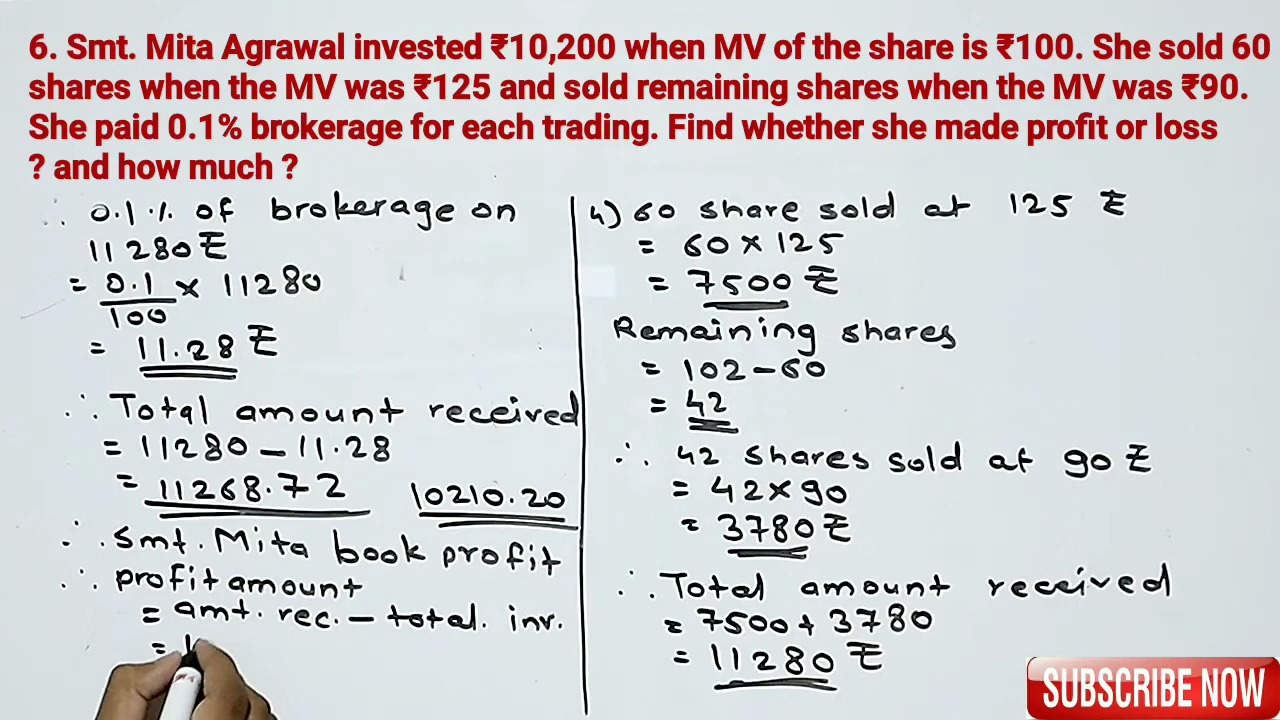 6. Smt. Mita Agrawal invested ₹10,200 when MV of the share is ₹100. She sold 60
shares when the MV was ₹125 and sold remaining shares when the MV was ₹90.
She paid 0.1% brokerage for each trading. Find whether she made profit or loss
? and how much ?
∴ 0.1 % of brokerage on
11280 ₹
= 0.1 × 11280
100
= 11.28 ₹
∴ Total amount received
= 11280 – 11.28
= 11268.72
10210.20
∴ Smt. Mita book profit
∴ profit amount
= amt. rec. – total. inv.
= 1
4) 60 share sold at 125 ₹
= 60 × 125
= 7500 ₹
Remaining shares
= 102 – 60
= 42
∴ 42 shares sold at 90 ₹
= 42 × 90
= 3780 ₹
∴ Total amount received
= 7500 + 3780
= 11280 ₹
SUBSCRIBE NOW